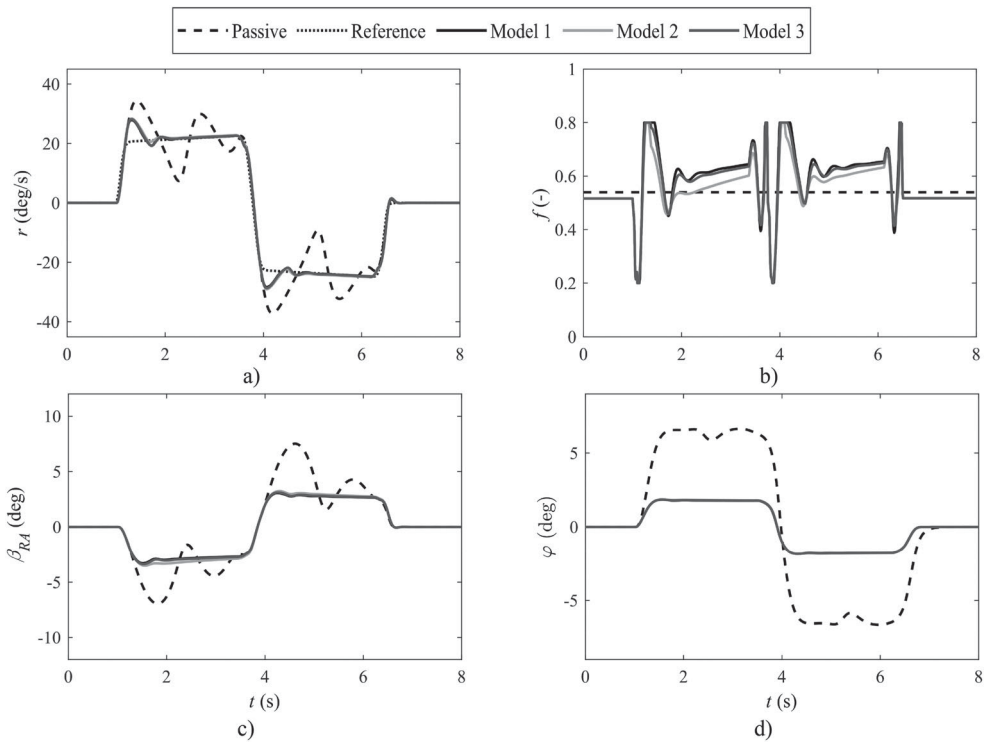 Passive Reference Model 1 Model 2 Model 3
40
20
0
-20
-40
r (deg/s)
0 2 4 6 8
a)
1
0.8
0.6
0.4
0.2
0
f (-)
0 2 4 6 8
b)
10
5
0
-5
-10
β_RA (deg)
0 2 4 6 8
t (s)
c)
5
0
-5
φ (deg)
0 2 4 6 8
t (s)
d)